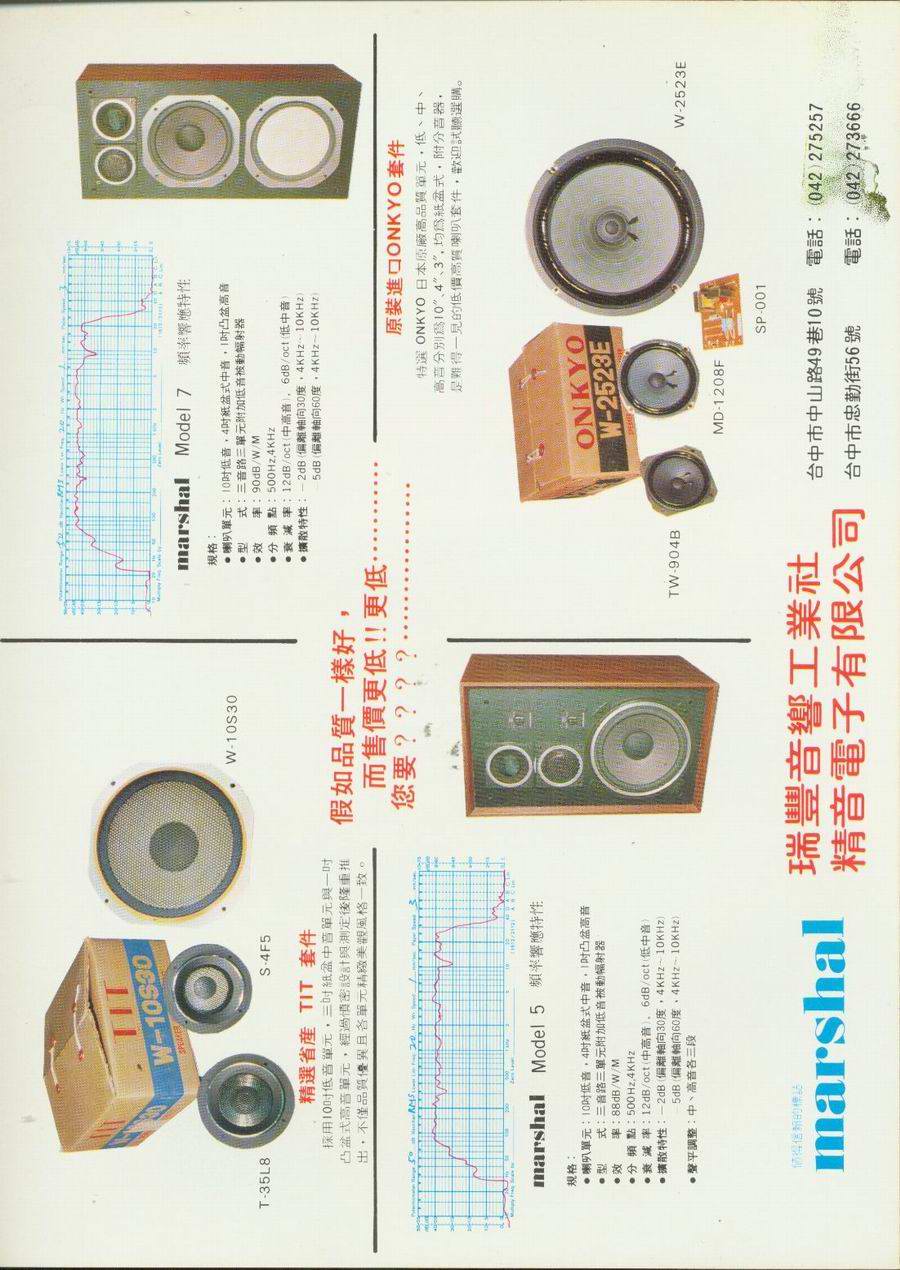 T-35L8
S-4F5
W-10S30
W-10S30
SPEAKER
精選省產 TIT 套件
採用10吋低音單元，三吋紙盆中音單元與一吋
凸盆式高音單元，經過慎密設計與測定後隆重推
出，不僅品質優異且各單元精緻美觀風格一致。
marshal Model 7 頻率響應特性
規格：
●喇叭單元：10吋低音，4吋紙盆式中音，1吋凸盆高音
●型式：三音路三單元附加低音被動輻射器
●效率：90dB/W/M
●分頻點：500Hz,4KHz
●衰減率：12dB/oct(中高音)、6dB/oct(低中音)
●擴散特性：－2dB(偏離軸向30度，4KHz～10KHz)
－5dB(偏離軸向60度，4KHz～10KHz)
假如品質一樣好，
而售價更低!!更低…………
您要？？？？……………
marshal Model 5 頻率響應特性
規格：
●喇叭單元：10吋低音，4吋紙盆式中音，1吋凸盆高音
●型式：三音路三單元附加低音被動輻射器
●效率：88dB/W/M
●分頻點：500Hz,4KHz
●衰減率：12dB/oct(中高音)、6dB/oct(低中音)
●擴散特性：－2dB(偏離軸向30度，4KHz～10KHz)
－5dB(偏離軸向60度，4KHz～10KHz)
●聲平調整：中、高音各三段
原裝進口ONKYO套件
特選 ONKYO 日本原廠高品質單元，低、中、
高音分別為10″、4″、3″，均為紙盆式，附分音器，
是難得一見的低價高質喇叭套件，歡迎試聽選購。
ONKYO
W-2523E
SPEAKER
TW-904B
MD-1208F
SP-001
W-2523E
值得信賴的標誌
marshal
瑞豐音響工業社
台中市中山路49巷10號 電話：(042)275257
精音電子有限公司
台中市忠勤街56號 電話：(042)273666